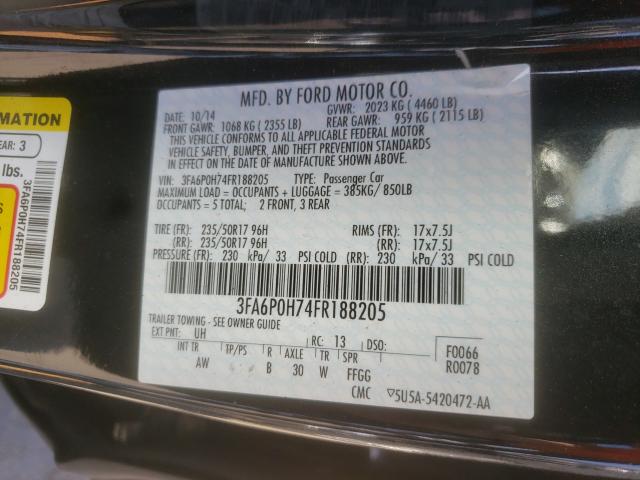 MFD. BY FORD MOTOR CO.
DATE: 10/14 GVWR: 2023 KG ( 4460 LB)
FRONT GAWR: 1068 KG ( 2355 LB) REAR GAWR: 959 KG ( 2115 LB)
THIS VEHICLE CONFORMS TO ALL APPLICABLE FEDERAL MOTOR
VEHICLE SAFETY, BUMPER, AND THEFT PREVENTION STANDARDS
IN EFFECT ON THE DATE OF MANUFACTURE SHOWN ABOVE.
VIN: 3FA6P0H74FR188205 TYPE: Passenger Car
MAXIMUM LOAD = OCCUPANTS + LUGGAGE = 385KG/ 850LB
OCCUPANTS = 5 TOTAL; 2 FRONT, 3 REAR
TIRE (FR): 235/50R17 96H RIMS (FR): 17x7.5J
(RR): 235/50R17 96H (RR): 17x7.5J
PRESSURE (FR): 230 kPa/ 33 PSI COLD (RR): 230 kPa/ 33 PSI COLD
3FA6P0H74FR188205
TRAILER TOWING - SEE OWNER GUIDE
EXT PNT: UH RC: 13 DSO: F0066
INT TR TP/PS R AXLE TR SPR R0078
AW B 30 W FFGG
CMC ▽5U5A-5420472-AA
MATION
EAR: 3
lbs.
3FA6P0H74FR188205